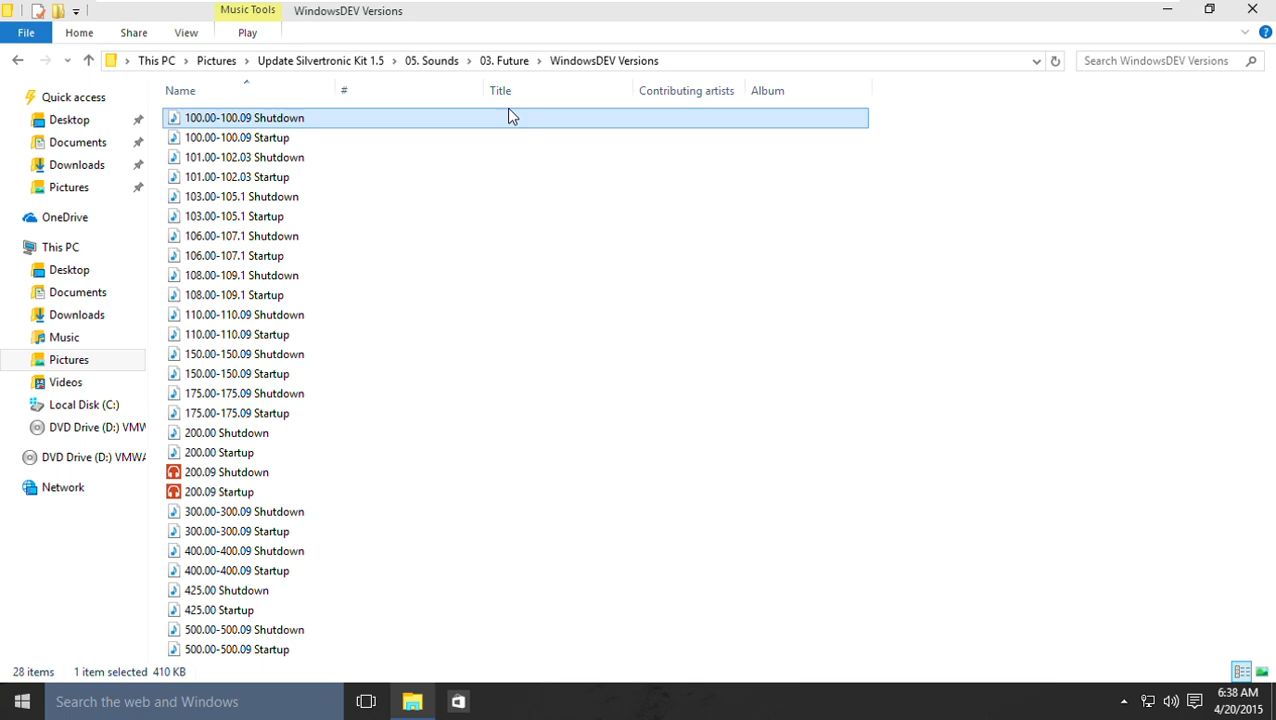 Music Tools
WindowsDEV Versions
File
Home
Share
View
Play
This PC
Pictures
Update Silvertronic Kit 1.5
05. Sounds
03. Future
WindowsDEV Versions
Search WindowsDEV Versions
Name
#
Title
Contributing artists
Album
Quick access
Desktop
Documents
Downloads
Pictures
OneDrive
This PC
Desktop
Documents
Downloads
Music
Pictures
Videos
Local Disk (C:)
DVD Drive (D:) VMW
DVD Drive (D:) VMWA
Network
100.00-100.09 Shutdown
100.00-100.09 Startup
101.00-102.03 Shutdown
101.00-102.03 Startup
103.00-105.1 Shutdown
103.00-105.1 Startup
106.00-107.1 Shutdown
106.00-107.1 Startup
108.00-109.1 Shutdown
108.00-109.1 Startup
110.00-110.09 Shutdown
110.00-110.09 Startup
150.00-150.09 Shutdown
150.00-150.09 Startup
175.00-175.09 Shutdown
175.00-175.09 Startup
200.00 Shutdown
200.00 Startup
200.09 Shutdown
200.09 Startup
300.00-300.09 Shutdown
300.00-300.09 Startup
400.00-400.09 Shutdown
400.00-400.09 Startup
425.00 Shutdown
425.00 Startup
500.00-500.09 Shutdown
500.00-500.09 Startup
28 items
1 item selected 410 KB
Search the web and Windows
6:38 AM
4/20/2015